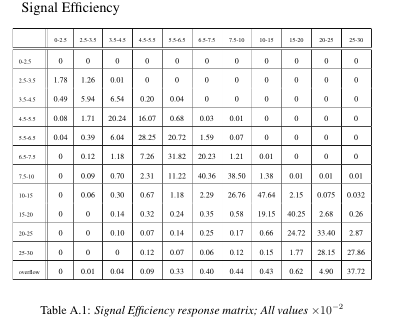 Signal Efficiency
0-2.5 2.5-3.5 3.5-4.5 4.5-5.5 5.5-6.5 6.5-7.5 7.5-10 10-15 15-20 20-25 25-30
0-2.5 0 0 0 0 0 0 0 0 0 0 0
2.5-3.5 1.78 1.26 0.01 0 0 0 0 0 0 0 0
3.5-4.5 0.49 5.94 6.54 0.20 0.04 0 0 0 0 0 0
4.5-5.5 0.08 1.71 20.24 16.07 0.68 0.03 0.01 0 0 0 0
5.5-6.5 0.04 0.39 6.04 28.25 20.72 1.59 0.07 0 0 0 0
6.5-7.5 0 0.12 1.18 7.26 31.82 20.23 1.21 0.01 0 0 0
7.5-10 0 0.09 0.70 2.31 11.22 40.36 38.50 1.38 0.01 0.01 0.01
10-15 0 0.06 0.30 0.67 1.18 2.29 26.76 47.64 2.15 0.075 0.032
15-20 0 0 0.14 0.32 0.24 0.35 0.58 19.15 40.25 2.68 0.26
20-25 0 0 0.10 0.07 0.14 0.25 0.17 0.66 24.72 33.40 2.87
25-30 0 0 0 0.12 0.07 0.06 0.12 0.15 1.77 28.15 27.86
overflow 0 0.01 0.04 0.09 0.33 0.40 0.44 0.43 0.62 4.90 37.72
Table A.1: Signal Efficiency response matrix; All values ×10⁻²